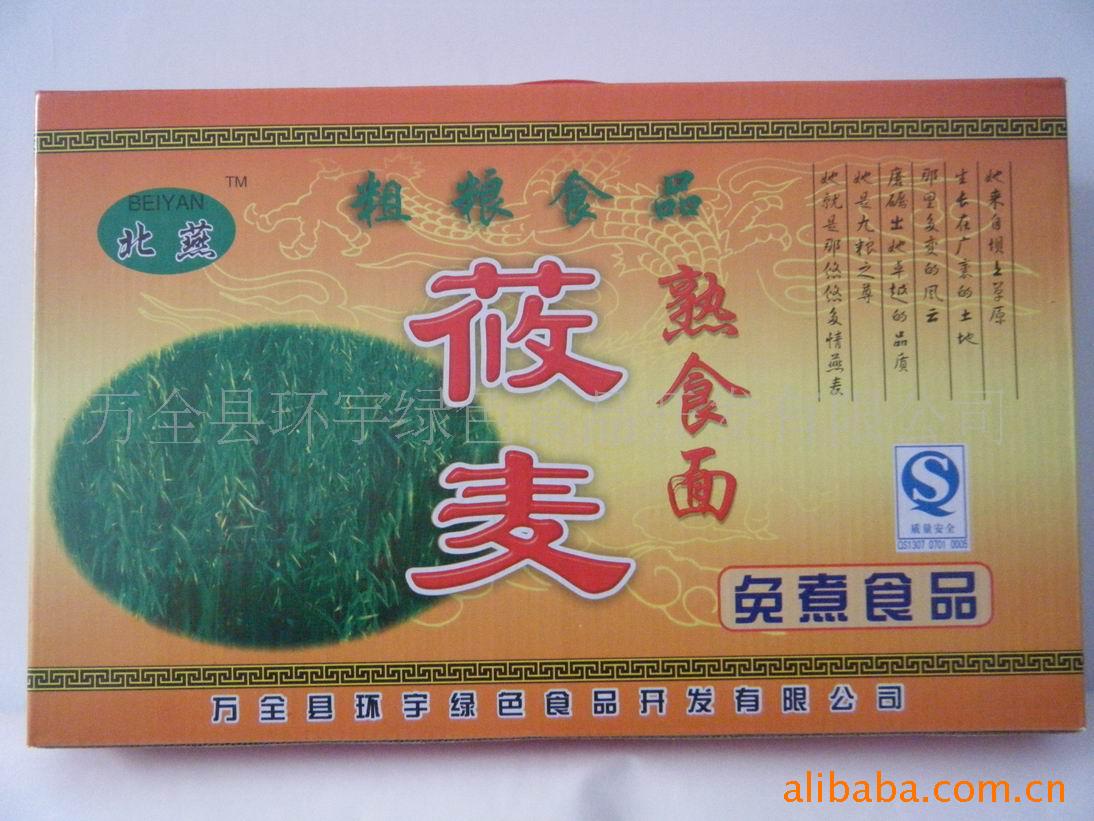 TM
BEIYAN
北燕
粗粮食品
莜麦
熟食面
她来自坝上草原
生长在广袤的土地
那里多变的风云
磨砺出她卓越的品质
她是九粮之尊
她就是那悠悠多情燕麦
质量安全
QS1307 0701 0005
免煮食品
万全县环宇绿色食品开发有限公司
万全县环宇绿色食品开发有限公司
alibaba.com.cn